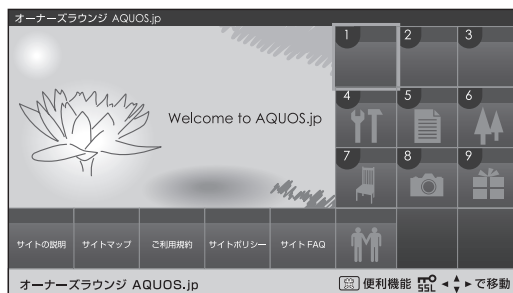 オーナーズラウンジ AQUOS.jp
1 2 3
Welcome to AQUOS.jp
4 5 6
7 8 9
サイトの説明 サイトマップ ご利用規約 サイトポリシー サイト FAQ
オーナーズラウンジ AQUOS.jp 便利機能 SSL で移動